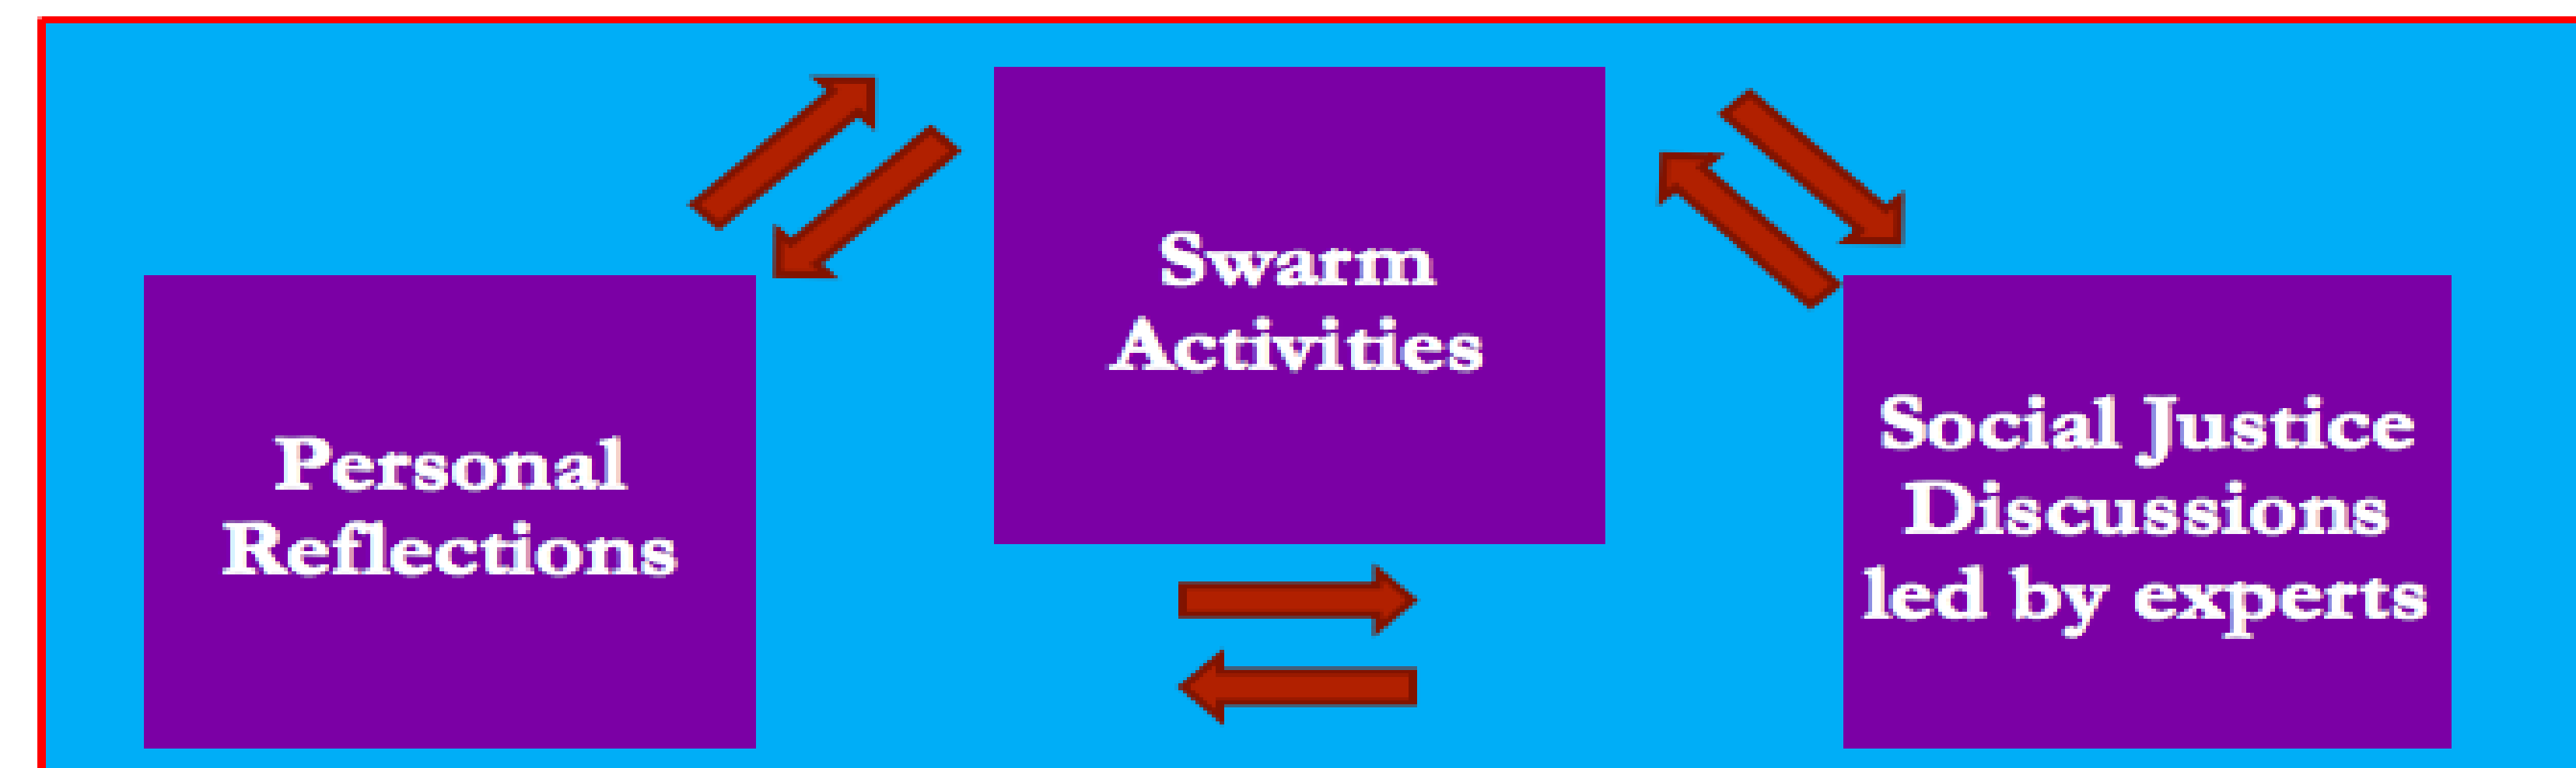 Personal
Reflections
Swarm
Activities
Social Justice
Discussions
led by experts